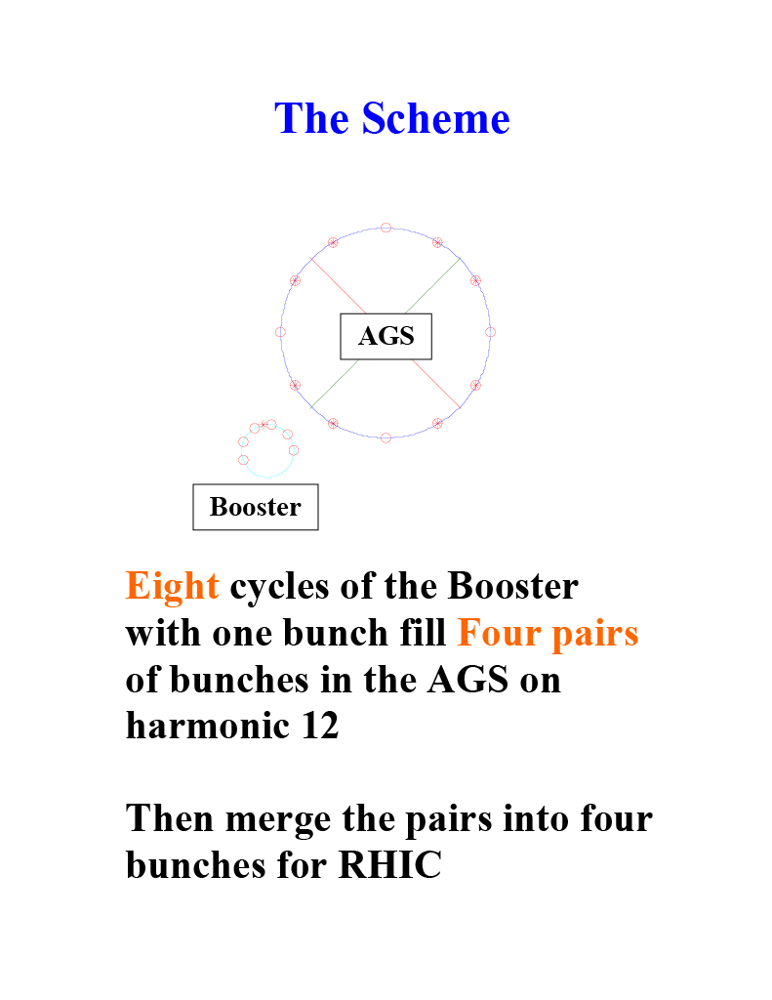 The Scheme
AGS
Booster
Eight cycles of the Booster
with one bunch fill Four pairs
of bunches in the AGS on
harmonic 12
Then merge the pairs into four
bunches for RHIC